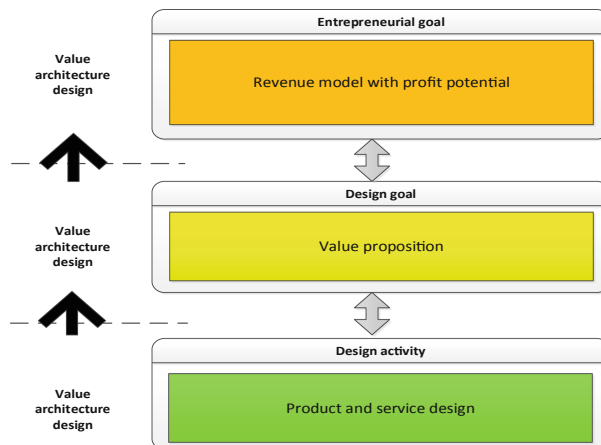 Entrepreneurial goal
Value
architecture
design
Revenue model with profit potential
Design goal
Value
architecture
design
Value proposition
Design activity
Value
architecture
design
Product and service design